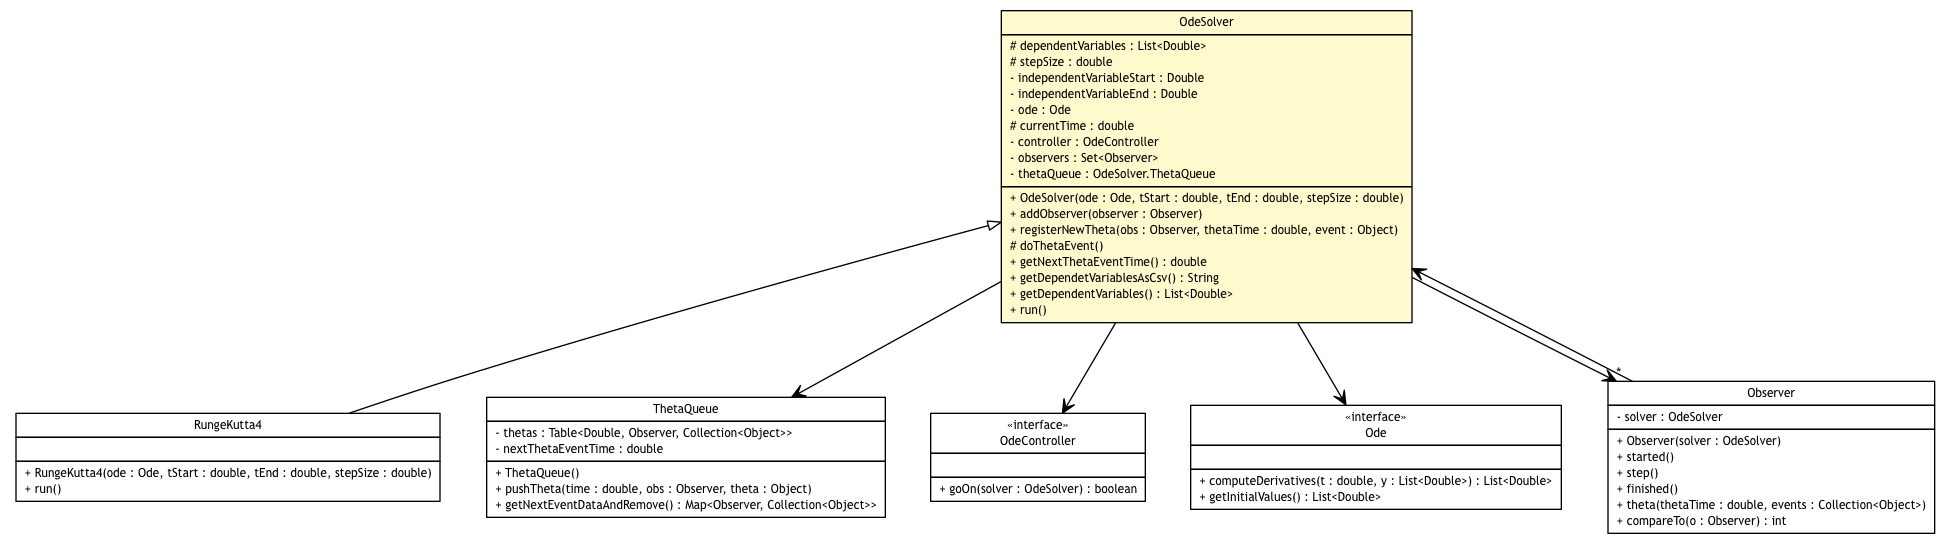 OdeSolver
# dependentVariables : List<Double>
# stepSize : double
- independentVariableStart : Double
- independentVariableEnd : Double
- ode : Ode
# currentTime : double
- controller : OdeController
- observers : Set<Observer>
- thetaQueue : OdeSolver.ThetaQueue
+ OdeSolver(ode : Ode, tStart : double, tEnd : double, stepSize : double)
+ addObserver(observer : Observer)
+ registerNewTheta(obs : Observer, thetaTime : double, event : Object)
# doThetaEvent()
+ getNextThetaEventTime() : double
+ getDependetVariablesAsCsv() : String
+ getDependentVariables() : List<Double>
+ run()
RungeKutta4
+ RungeKutta4(ode : Ode, tStart : double, tEnd : double, stepSize : double)
+ run()
ThetaQueue
- thetas : Table<Double, Observer, Collection<Object>>
- nextThetaEventTime : double
+ ThetaQueue()
+ pushTheta(time : double, obs : Observer, theta : Object)
+ getNextEventDataAndRemove() : Map<Observer, Collection<Object>>
«interface»
OdeController
+ goOn(solver : OdeSolver) : boolean
«interface»
Ode
+ computeDerivatives(t : double, y : List<Double>) : List<Double>
+ getInitialValues() : List<Double>
*
Observer
- solver : OdeSolver
+ Observer(solver : OdeSolver)
+ started()
+ step()
+ finished()
+ theta(thetaTime : double, events : Collection<Object>)
+ compareTo(o : Observer) : int